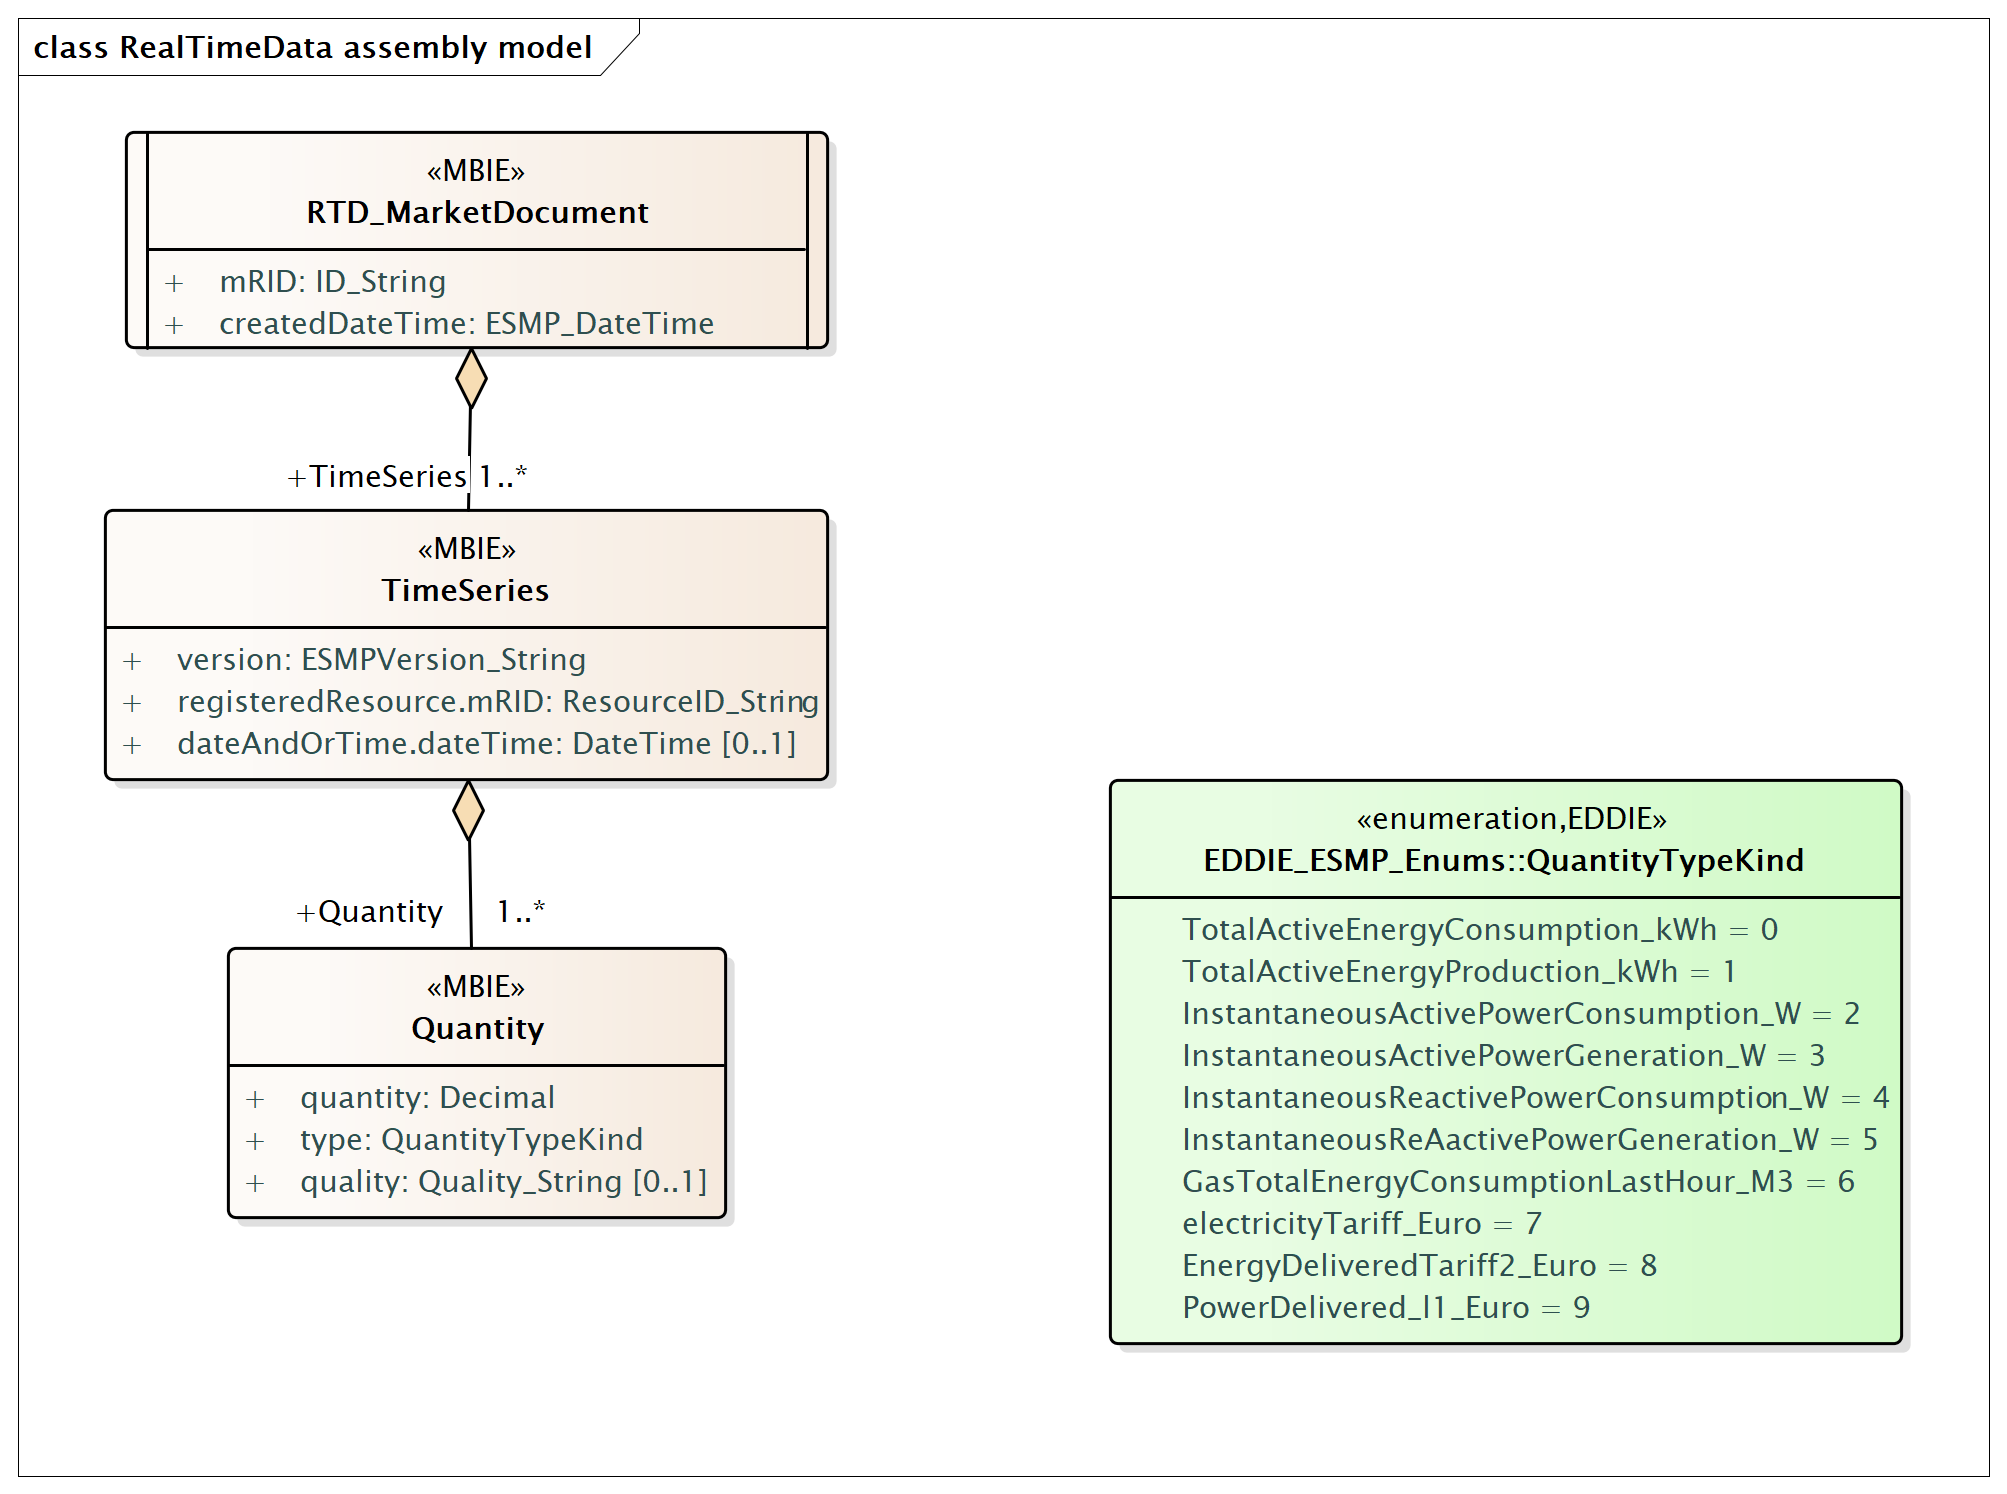 class RealTimeData assembly model
«MBIE»
RTD_MarketDocument
+ mRID: ID_String
+ createdDateTime: ESMP_DateTime
+TimeSeries 1..*
«MBIE»
TimeSeries
+ version: ESMPVersion_String
+ registeredResource.mRID: ResourceID_String
+ dateAndOrTime.dateTime: DateTime [0..1]
+Quantity 1..*
«MBIE»
Quantity
+ quantity: Decimal
+ type: QuantityTypeKind
+ quality: Quality_String [0..1]
«enumeration,EDDIE»
EDDIE_ESMP_Enums::QuantityTypeKind
TotalActiveEnergyConsumption_kWh = 0
TotalActiveEnergyProduction_kWh = 1
InstantaneousActivePowerConsumption_W = 2
InstantaneousActivePowerGeneration_W = 3
InstantaneousReactivePowerConsumption_W = 4
InstantaneousReAactivePowerGeneration_W = 5
GasTotalEnergyConsumptionLastHour_M3 = 6
electricityTariff_Euro = 7
EnergyDeliveredTariff2_Euro = 8
PowerDelivered_l1_Euro = 9